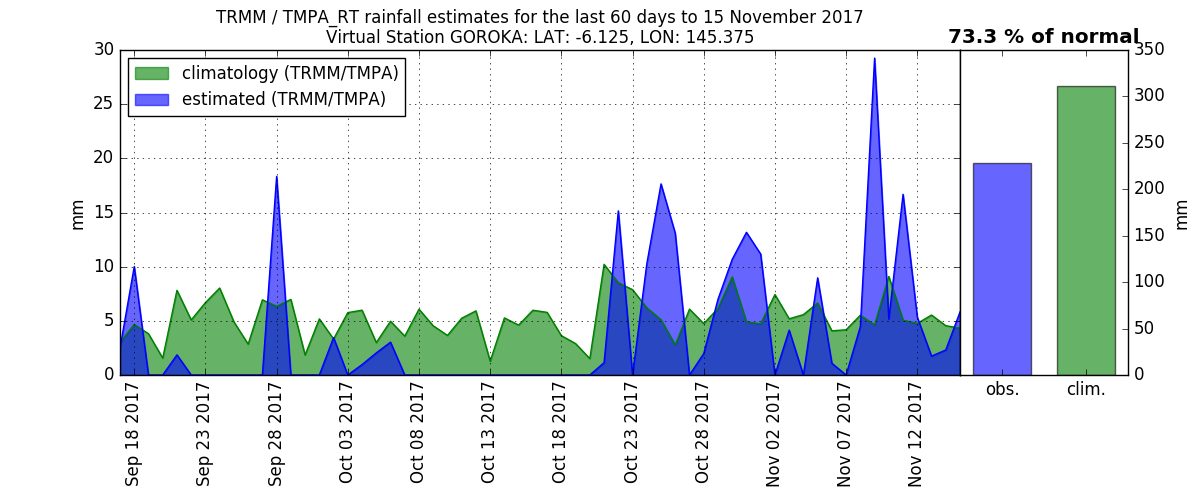 TRMM / TMPA_RT rainfall estimates for the last 60 days to 15 November 2017
Virtual Station GOROKA: LAT: -6.125, LON: 145.375
73.3 % of normal
climatology (TRMM/TMPA)
estimated (TRMM/TMPA)
mm
30
25
20
15
10
5
0
Sep 18 2017
Sep 23 2017
Sep 28 2017
Oct 03 2017
Oct 08 2017
Oct 13 2017
Oct 18 2017
Oct 23 2017
Oct 28 2017
Nov 02 2017
Nov 07 2017
Nov 12 2017
obs.
clim.
350
300
250
200
150
100
50
0
mm